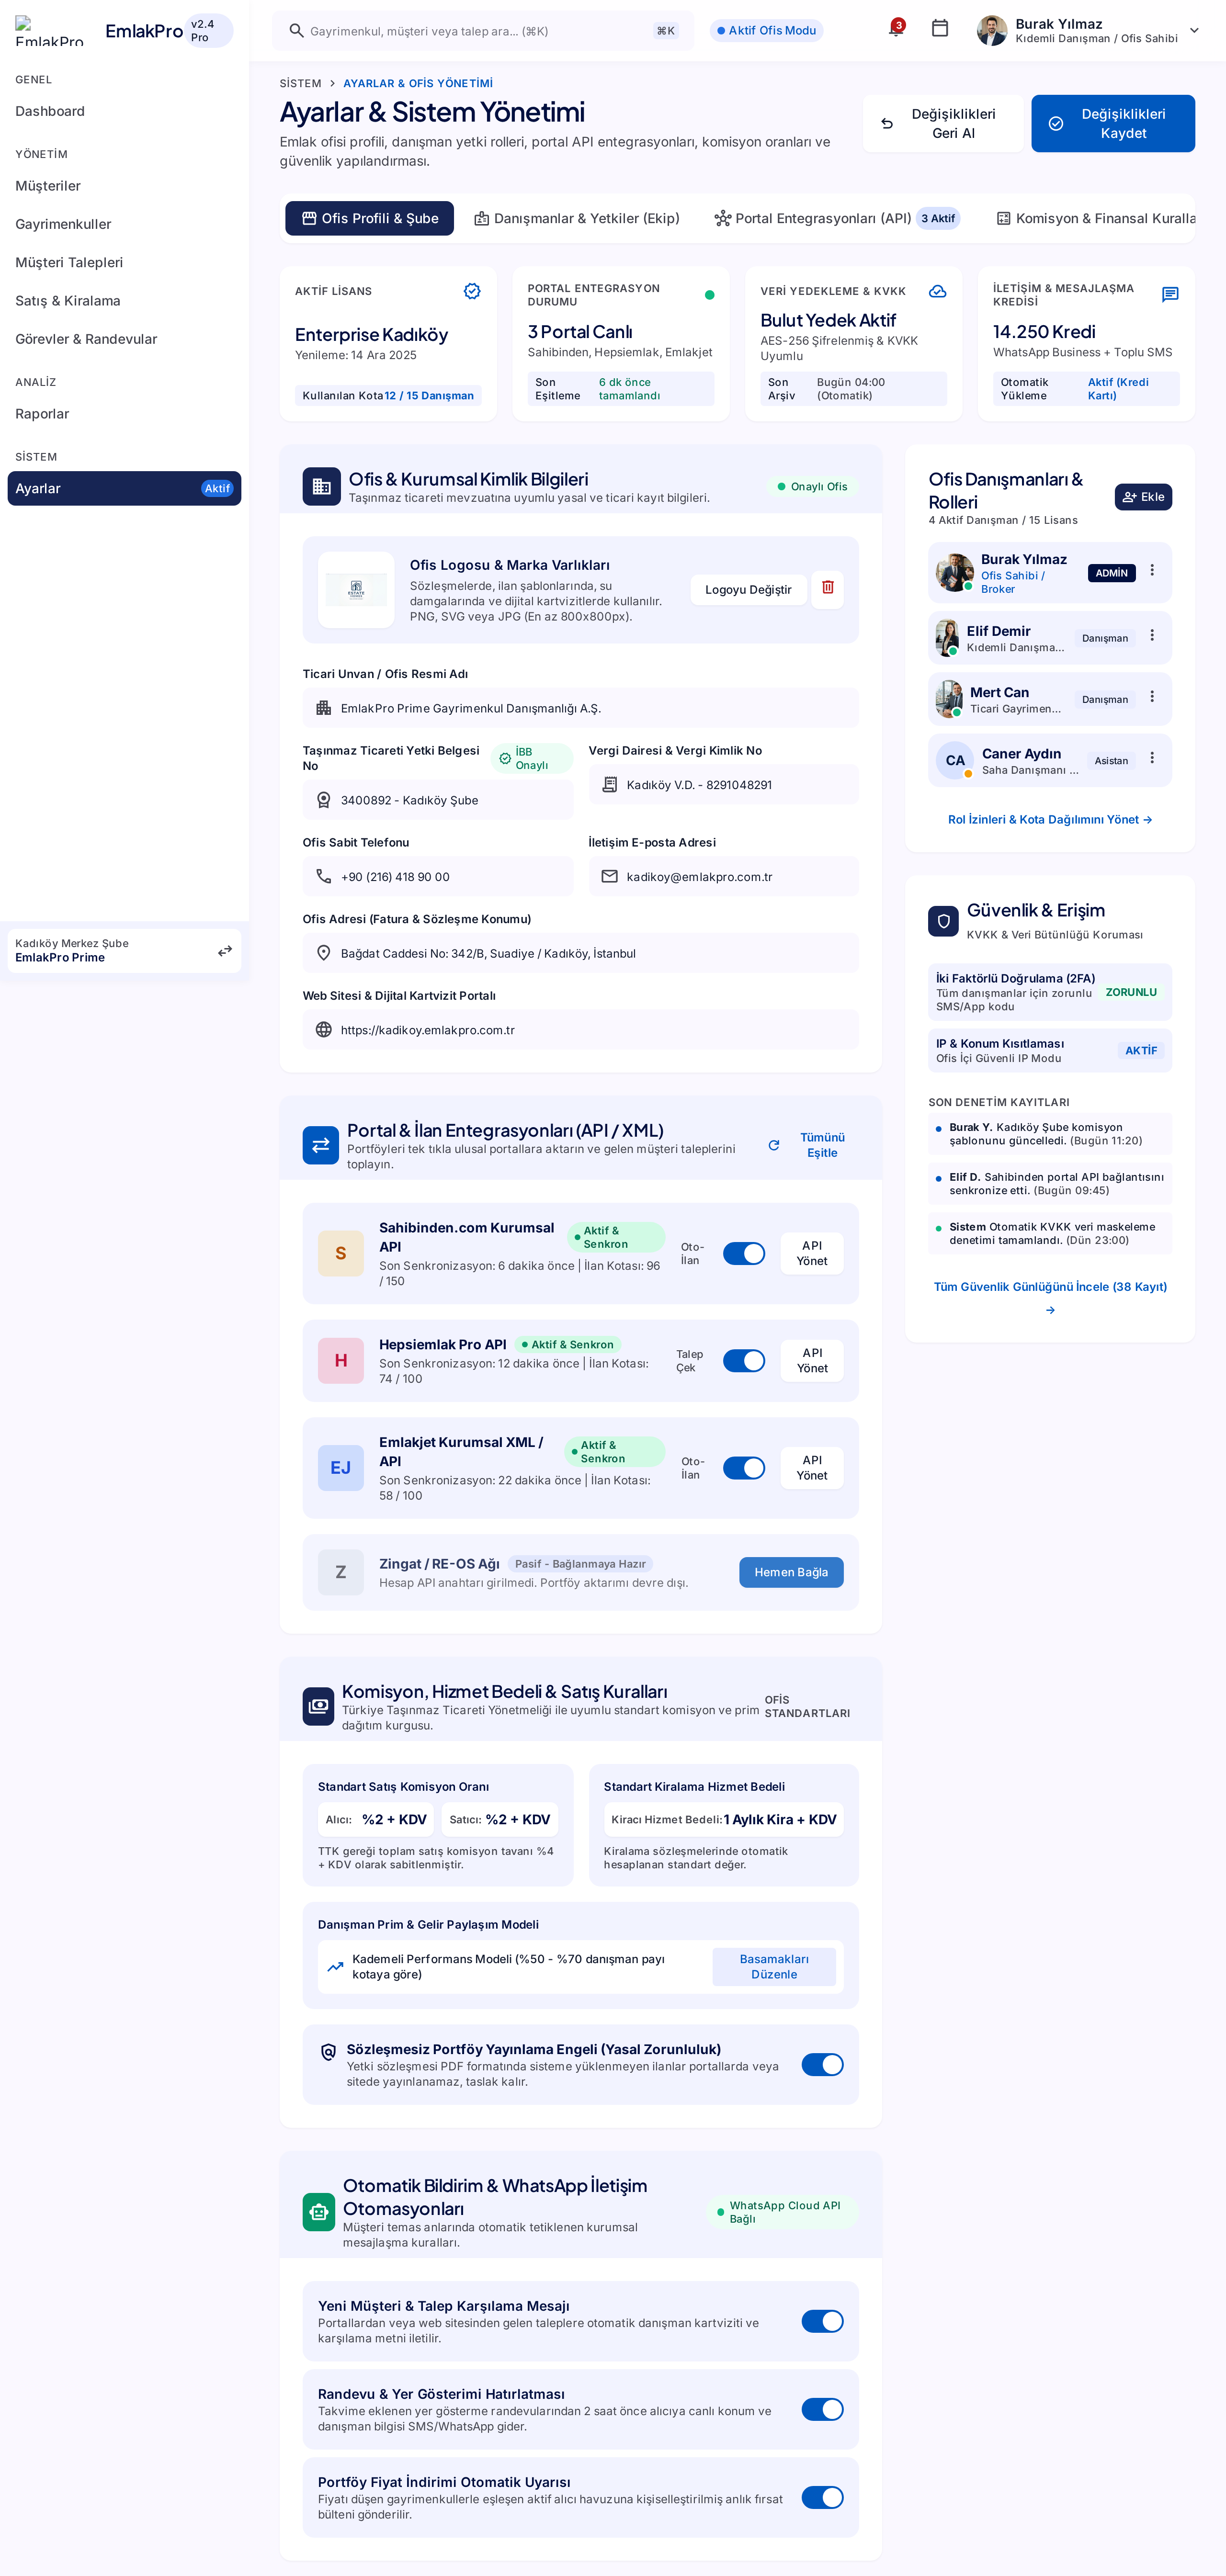 EmlakPro
EmlakPro
v2.4
Pro
GENEL
Dashboard
YÖNETİM
Müşteriler
Gayrimenkuller
Müşteri Talepleri
Satış & Kiralama
Görevler & Randevular
ANALİZ
Raporlar
SİSTEM
Ayarlar
Aktif
Kadıköy Merkez Şube
EmlakPro Prime
Gayrimenkul, müşteri veya talep ara... (⌘K)
⌘K
Aktif Ofis Modu
3
Burak Yılmaz
Kıdemli Danışman / Ofis Sahibi
SİSTEM > AYARLAR & OFİS YÖNETİMİ
Ayarlar & Sistem Yönetimi
Emlak ofisi profili, danışman yetki rolleri, portal API entegrasyonları, komisyon oranları ve
güvenlik yapılandırması.
Değişiklikleri
Geri Al
Değişiklikleri
Kaydet
Ofis Profili & Şube
Danışmanlar & Yetkiler (Ekip)
Portal Entegrasyonları (API)
3 Aktif
Komisyon & Finansal Kuralla
AKTİF LİSANS
Enterprise Kadıköy
Yenileme: 14 Ara 2025
Kullanılan Kota
12 / 15 Danışman
PORTAL ENTEGRASYON
DURUMU
3 Portal Canlı
Sahibinden, Hepsiemlak, Emlakjet
Son
Eşitleme
6 dk önce
tamamlandı
VERİ YEDEKLEME & KVKK
Bulut Yedek Aktif
AES-256 Şifrelenmiş & KVKK
Uyumlu
Son
Arşiv
Bugün 04:00
(Otomatik)
İLETİŞİM & MESAJLAŞMA
KREDİSİ
14.250 Kredi
WhatsApp Business + Toplu SMS
Otomatik
Yükleme
Aktif (Kredi
Kartı)
Ofis & Kurumsal Kimlik Bilgileri
Taşınmaz ticareti mevzuatına uyumlu yasal ve ticari kayıt bilgileri.
Onaylı Ofis
ESTATE
Ofis Logosu & Marka Varlıkları
Sözleşmelerde, ilan şablonlarında, su
damgalarında ve dijital kartvizitlerde kullanılır.
PNG, SVG veya JPG (En az 800x800px).
Logoyu Değiştir
Ticari Unvan / Ofis Resmi Adı
EmlakPro Prime Gayrimenkul Danışmanlığı A.Ş.
Taşınmaz Ticareti Yetki Belgesi
No
İBB
Onaylı
3400892 - Kadıköy Şube
Vergi Dairesi & Vergi Kimlik No
Kadıköy V.D. - 8291048291
Ofis Sabit Telefonu
+90 (216) 418 90 00
İletişim E-posta Adresi
kadikoy@emlakpro.com.tr
Ofis Adresi (Fatura & Sözleşme Konumu)
Bağdat Caddesi No: 342/B, Suadiye / Kadıköy, İstanbul
Web Sitesi & Dijital Kartvizit Portalı
https://kadikoy.emlakpro.com.tr
Ofis Danışmanları &
Rolleri
4 Aktif Danışman / 15 Lisans
Ekle
Burak Yılmaz
Ofis Sahibi /
Broker
ADMİN
Elif Demir
Kıdemli Danışma...
Danışman
Mert Can
Ticari Gayrimen...
Danışman
CA
Caner Aydın
Saha Danışmanı ...
Asistan
Rol İzinleri & Kota Dağılımını Yönet →
Güvenlik & Erişim
KVKK & Veri Bütünlüğü Koruması
İki Faktörlü Doğrulama (2FA)
Tüm danışmanlar için zorunlu
SMS/App kodu
ZORUNLU
IP & Konum Kısıtlaması
Ofis İçi Güvenli IP Modu
AKTİF
SON DENETİM KAYITLARI
Burak Y. Kadıköy Şube komisyon
şablonunu güncelledi. (Bugün 11:20)
Elif D. Sahibinden portal API bağlantısını
senkronize etti. (Bugün 09:45)
Sistem Otomatik KVKK veri maskeleme
denetimi tamamlandı. (Dün 23:00)
Tüm Güvenlik Günlüğünü İncele (38 Kayıt)
→
Portal & İlan Entegrasyonları (API / XML)
Portföyleri tek tıkla ulusal portallara aktarın ve gelen müşteri taleplerini
toplayın.
Tümünü
Eşitle
S
Sahibinden.com Kurumsal
API
Aktif &
Senkron
Son Senkronizasyon: 6 dakika önce | İlan Kotası: 96
/ 150
Oto-
İlan
API
Yönet
H
Hepsiemlak Pro API
Aktif & Senkron
Son Senkronizasyon: 12 dakika önce | İlan Kotası:
74 / 100
Talep
Çek
API
Yönet
EJ
Emlakjet Kurumsal XML /
API
Aktif &
Senkron
Son Senkronizasyon: 22 dakika önce | İlan Kotası:
58 / 100
Oto-
İlan
API
Yönet
Z
Zingat / RE-OS Ağı
Pasif - Bağlanmaya Hazır
Hesap API anahtarı girilmedi. Portföy aktarımı devre dışı.
Hemen Bağla
Komisyon, Hizmet Bedeli & Satış Kuralları
Türkiye Taşınmaz Ticareti Yönetmeliği ile uyumlu standart komisyon ve prim
dağıtım kurgusu.
OFİS
STANDARTLARI
Standart Satış Komisyon Oranı
Alıcı: %2 + KDV
Satıcı: %2 + KDV
TTK gereği toplam satış komisyon tavanı %4
+ KDV olarak sabitlenmiştir.
Standart Kiralama Hizmet Bedeli
Kiracı Hizmet Bedeli: 1 Aylık Kira + KDV
Kiralama sözleşmelerinde otomatik
hesaplanan standart değer.
Danışman Prim & Gelir Paylaşım Modeli
Kademeli Performans Modeli (%50 - %70 danışman payı
kotaya göre)
Basamakları
Düzenle
Sözleşmesiz Portföy Yayınlama Engeli (Yasal Zorunluluk)
Yetki sözleşmesi PDF formatında sisteme yüklenmeyen ilanlar portallarda veya
sitede yayınlanamaz, taslak kalır.
Otomatik Bildirim & WhatsApp İletişim
Otomasyonları
Müşteri temas anlarında otomatik tetiklenen kurumsal
mesajlaşma kuralları.
WhatsApp Cloud API
Bağlı
Yeni Müşteri & Talep Karşılama Mesajı
Portallardan veya web sitesinden gelen taleplere otomatik danışman kartviziti ve
karşılama metni iletilir.
Randevu & Yer Gösterimi Hatırlatması
Takvime eklenen yer gösterme randevularından 2 saat önce alıcıya canlı konum ve
danışman bilgisi SMS/WhatsApp gider.
Portföy Fiyat İndirimi Otomatik Uyarısı
Fiyatı düşen gayrimenkullerle eşleşen aktif alıcı havuzuna kişiselleştirilmiş anlık fırsat
bülteni gönderilir.